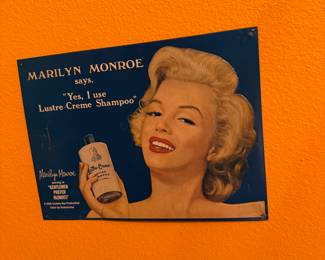 MARILYN MONROE
says,
"Yes, I use
Lustre-Creme Shampoo"
Marilyn Monroe
"GENTLEMEN
PREFER
BLONDES"